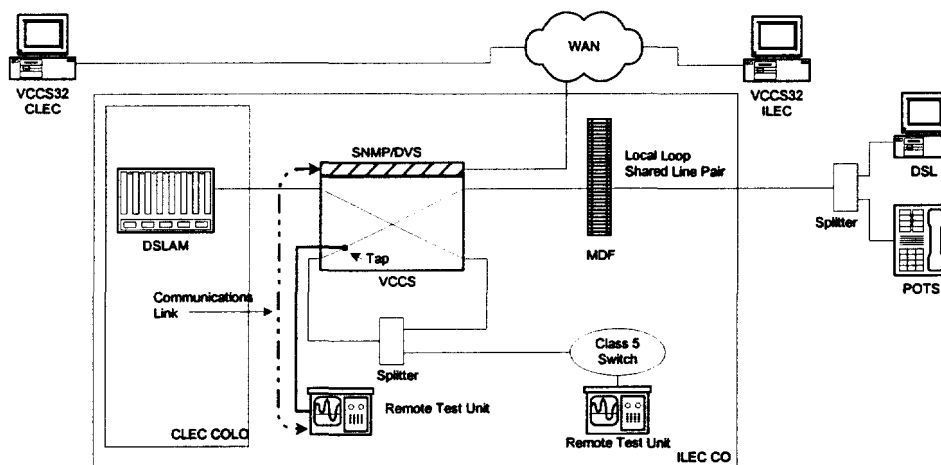 WAN
VCCS32
CLEC
VCCS32
ILEC
SNMP/DVS
Local Loop
Shared Line Pair
DSL
DSLAM
Splitter
MDF
Tap
VCCS
POTS
Communications
Link
Class 5
Switch
Splitter
Remote Test Unit
CLEC COLO
Remote Test Unit
ILEC CO